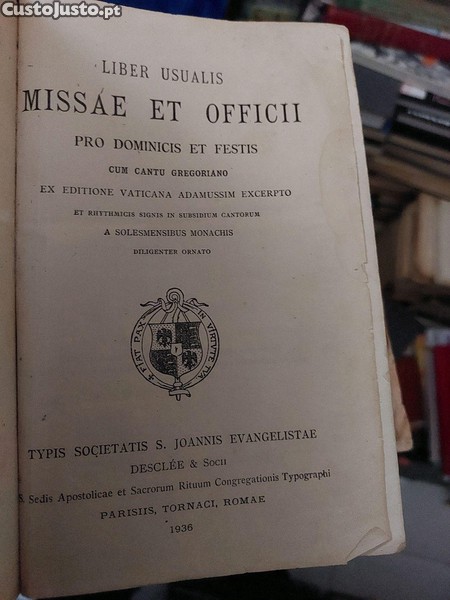 CustoJusto.pt
LIBER USUALIS
MISSAE ET OFFICII
PRO DOMINICIS ET FESTIS
CUM CANTU GREGORIANO
EX EDITIONE VATICANA ADAMUSSIM EXCERPTO
ET RHYTHMICIS SIGNIS IN SUBSIDIUM CANTORUM
A SOLESMENSIBUS MONACHIS
DILIGENTER ORNATO
FIAT PAX IN VIRTUTE TUA
TYPIS SOCIETATIS S. JOANNIS EVANGELISTAE
DESCLÉE & SOCII
S. Sedis Apostolicae et Sacrorum Rituum Congregationis Typographi
PARISIIS, TORNACI, ROMAE
1936
CustoJusto.pt